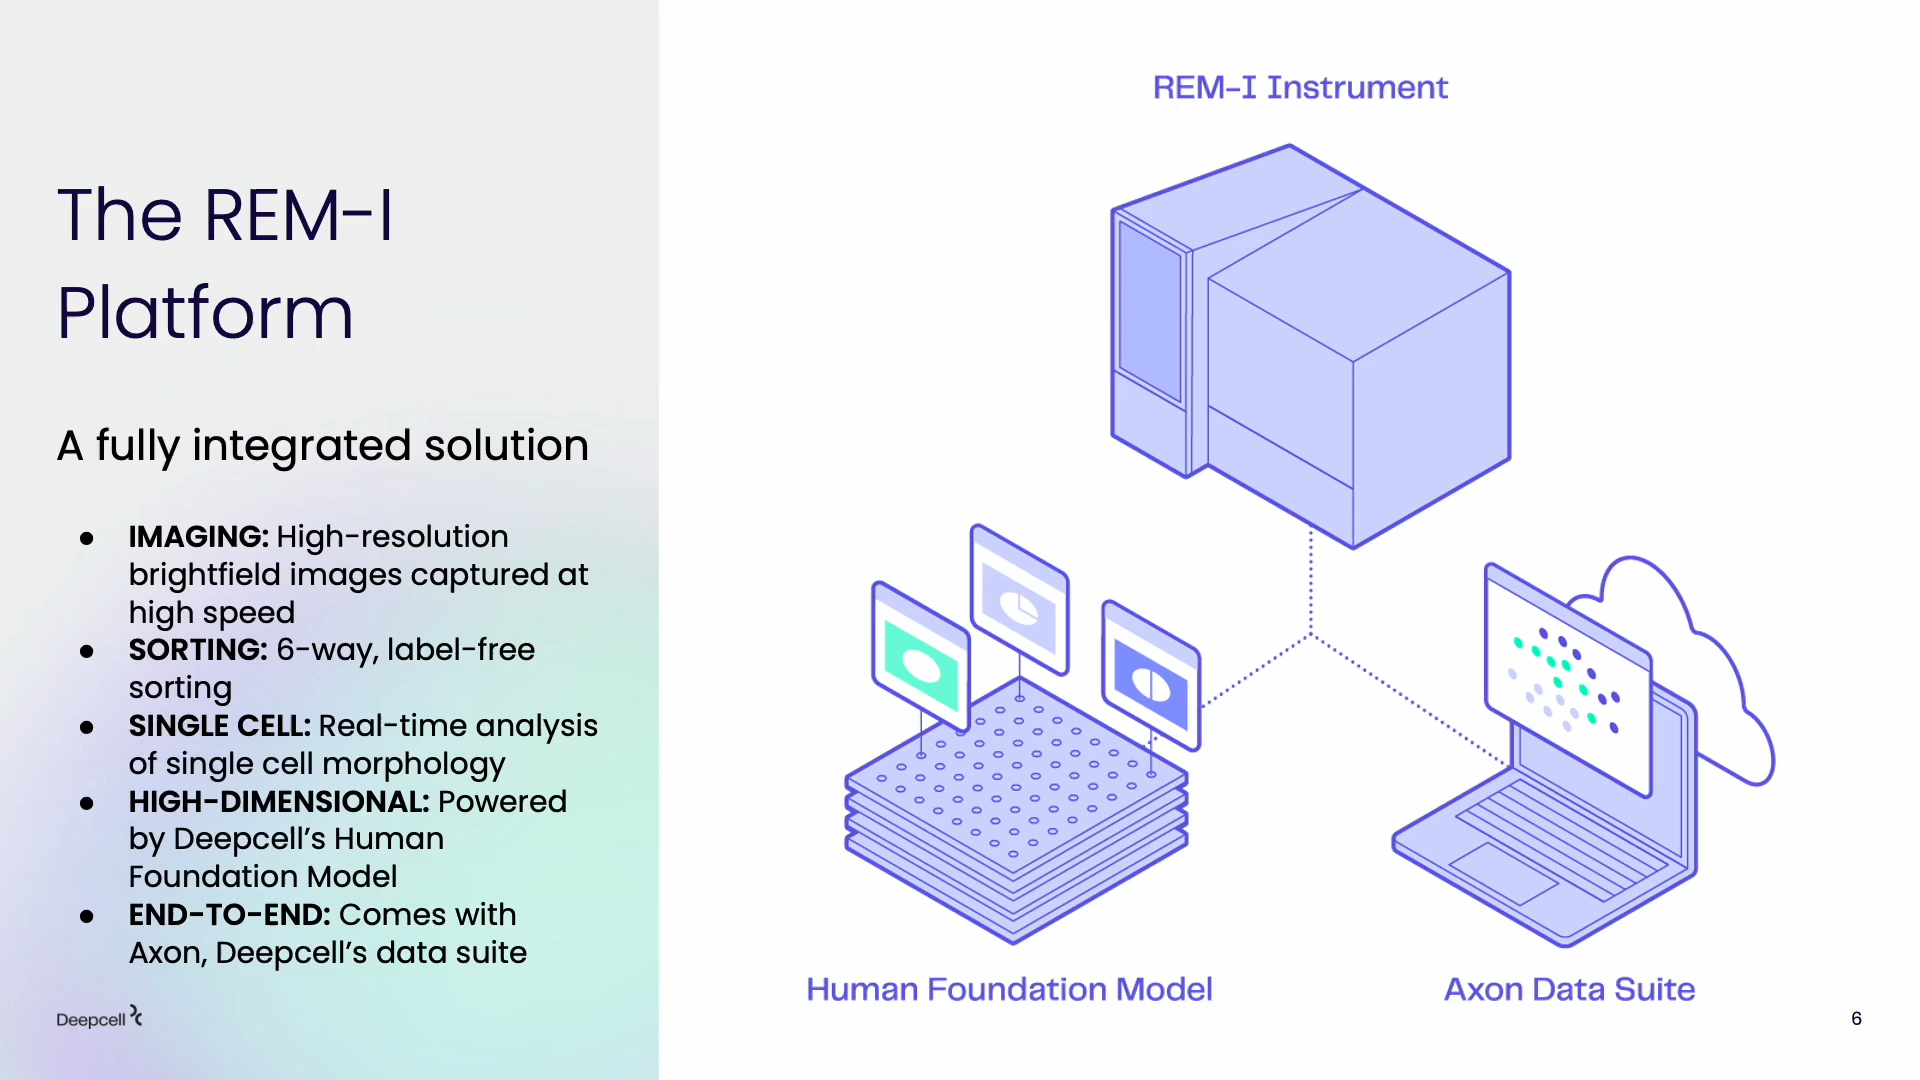 The REM-I
Platform
A fully integrated solution
● IMAGING: High-resolution
brightfield images captured at
high speed
● SORTING: 6-way, label-free
sorting
● SINGLE CELL: Real-time analysis
of single cell morphology
● HIGH-DIMENSIONAL: Powered
by Deepcell’s Human
Foundation Model
● END-TO-END: Comes with
Axon, Deepcell’s data suite
Deepcell
REM-I Instrument
Human Foundation Model
Axon Data Suite
6